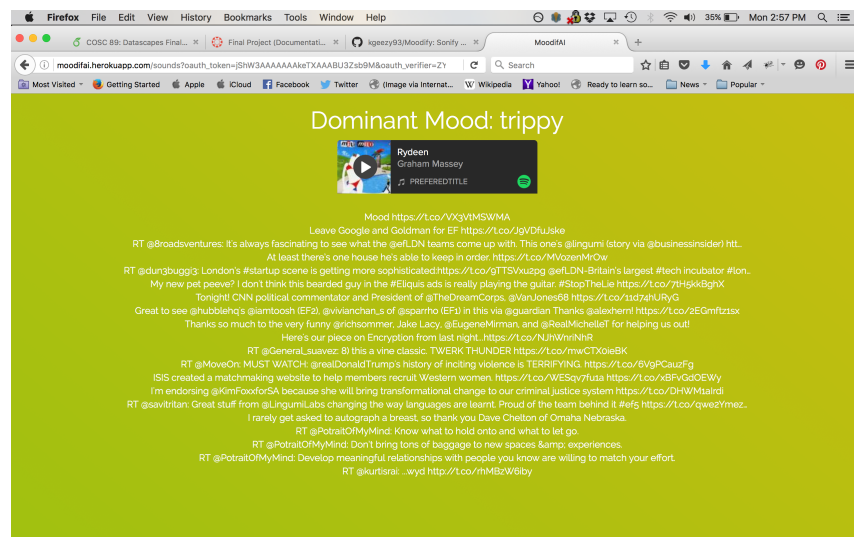 Firefox File Edit View History Bookmarks Tools Window Help 35% Mon 2:57 PM
COSC 89: Datascapes Final... × Final Project (Documentati... × kgeezy93/Moodify: Sonify ... × MoodifAI ×
moodifai.herokuapp.com/sounds?oauth_token=jShW3AAAAAAAkeTXAAABU3Zsb9M&oauth_verifier=ZY Search
Most Visited Getting Started Apple iCloud Facebook Twitter (Image via Internat... Wikipedia Yahoo! Ready to learn so... News Popular
Dominant Mood: trippy
Rydeen
Graham Massey
PREFEREDTITLE
Mood https://t.co/VX3VtMSWMA
Leave Google and Goldman for EF https://t.co/J9VDfuJske
RT @8roadsventures: it's always fascinating to see what the @efLDN teams come up with. This one's @lingumi (story via @businessinsider) htt…
At least there's one house he's able to keep in order. https://t.co/MVozenMrOw
RT @dun3buggi3: London's #startup scene is getting more sophisticated:https://t.co/9TTSVxu2pg @efLDN-Britain's largest #tech incubator #lon…
My new pet peeve? I don't think this bearded guy in the #Eliquis ads is really playing the guitar. #StopTheLie https://t.co/7tH5kkBghX
Tonight! CNN political commentator and President of @TheDreamCorps, @VanJones68 https://t.co/11d74hURyG
Great to see @hubblehq's @iamtoosh (EF2), @vivianchan_s of @sparrho (EF1) in this via @guardian Thanks @alexhern! https://t.co/2EGmftz1sx
Thanks so much to the very funny @richsommer, Jake Lacy, @EugeneMirman, and @RealMichelleT for helping us out!
Here's our piece on Encryption from last night…https://t.co/NJhWnriNhR
RT @General_suavez: 8) this a vine classic. TWERK THUNDER https://t.co/mwCTX0ieBK
RT @MoveOn: MUST WATCH: @realDonaldTrump's history of inciting violence is TERRIFYING. https://t.co/6V9PCauzFg
ISIS created a matchmaking website to help members recruit Western women. https://t.co/WESqv7fu1a https://t.co/xBFvGdOEWy
I'm endorsing @KimFoxxforSA because she will bring transformational change to our criminal justice system https://t.co/DHWM1aIrdi
RT @savitritan: Great stuff from @LingumiLabs changing the way languages are learnt. Proud of the team behind it #ef5 https://t.co/qwezYmez…
I rarely get asked to autograph a breast, so thank you Dave Chelton of Omaha Nebraska.
RT @PotraitOfMyMind: Know what to hold onto and what to let go.
RT @PotraitOfMyMind: Don't bring tons of baggage to new spaces &amp; experiences.
RT @PotraitOfMyMind: Develop meaningful relationships with people you know are willing to match your effort.
RT @kurtisrai: …wyd http://t.co/rhMBzW6iby